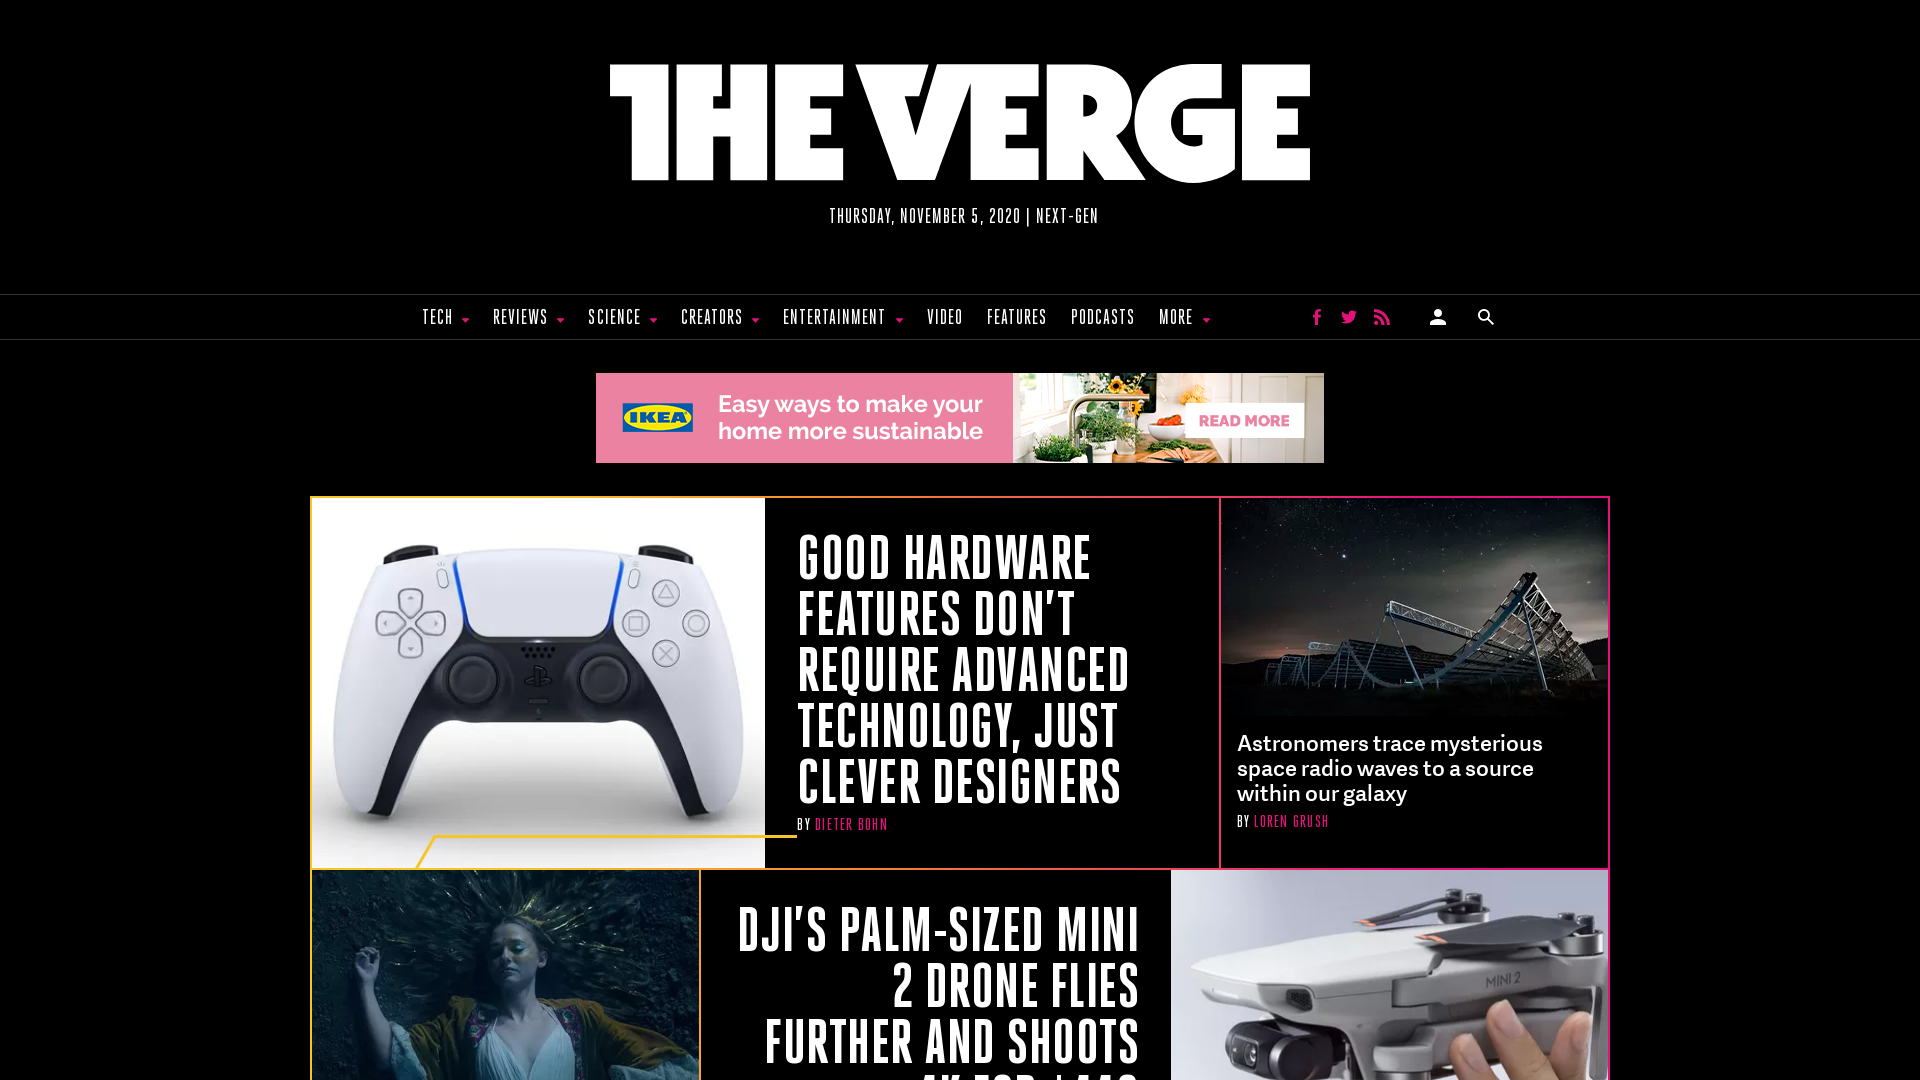 THE VERGE
THURSDAY, NOVEMBER 5, 2020 | NEXT-GEN
TECH REVIEWS SCIENCE CREATORS ENTERTAINMENT VIDEO FEATURES PODCASTS MORE
IKEA
Easy ways to make your
home more sustainable
READ MORE
GOOD HARDWARE
FEATURES DON'T
REQUIRE ADVANCED
TECHNOLOGY, JUST
CLEVER DESIGNERS
BY DIETER BOHN
Astronomers trace mysterious
space radio waves to a source
within our galaxy
BY LOREN GRUSH
DJI'S PALM-SIZED MINI
2 DRONE FLIES
FURTHER AND SHOOTS
MINI 2